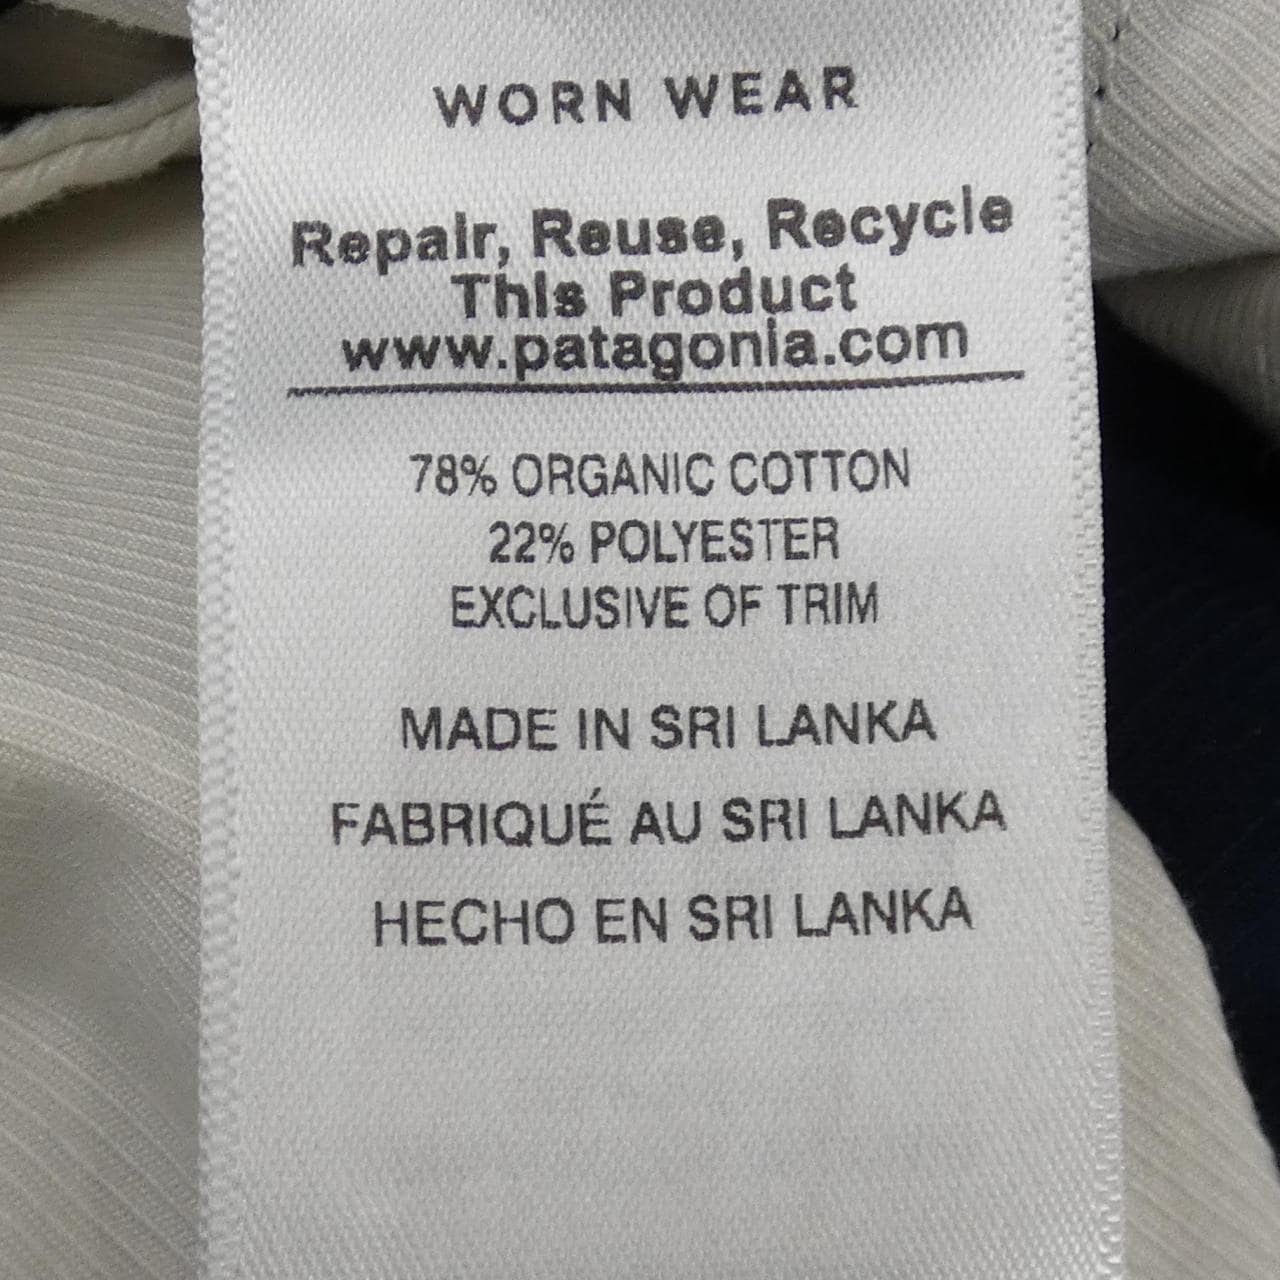 WORN WEAR
Repair, Reuse, Recycle
This Product
www.patagonia.com
78% ORGANIC COTTON
22% POLYESTER
EXCLUSIVE OF TRIM
MADE IN SRI LANKA
FABRIQUÉ AU SRI LANKA
HECHO EN SRI LANKA